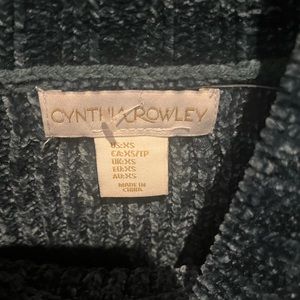 CYNTHIA ROWLEY
US:XS
CA:XS/TP
UK:XS
EU:XS
AU:XS
MADE IN
CHINA